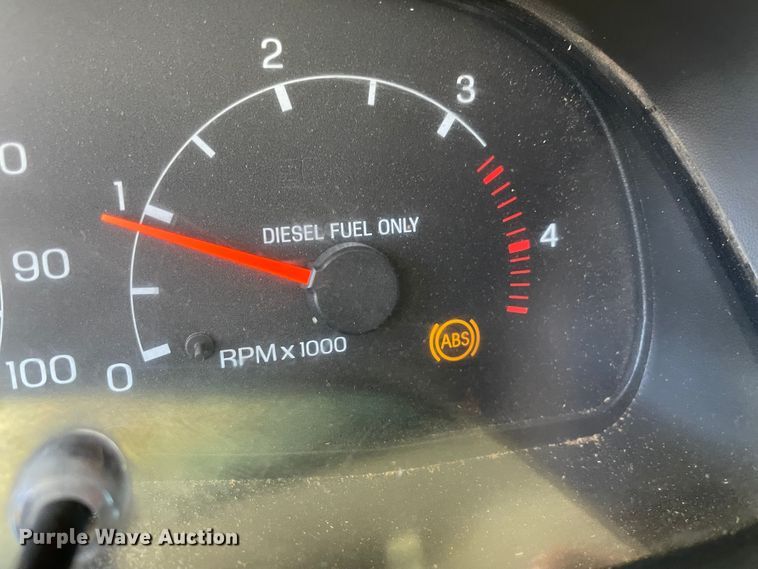 2
3
0
1
DIESEL FUEL ONLY
4
90
RPM x 1000
ABS
100
0
Purple Wave Auction